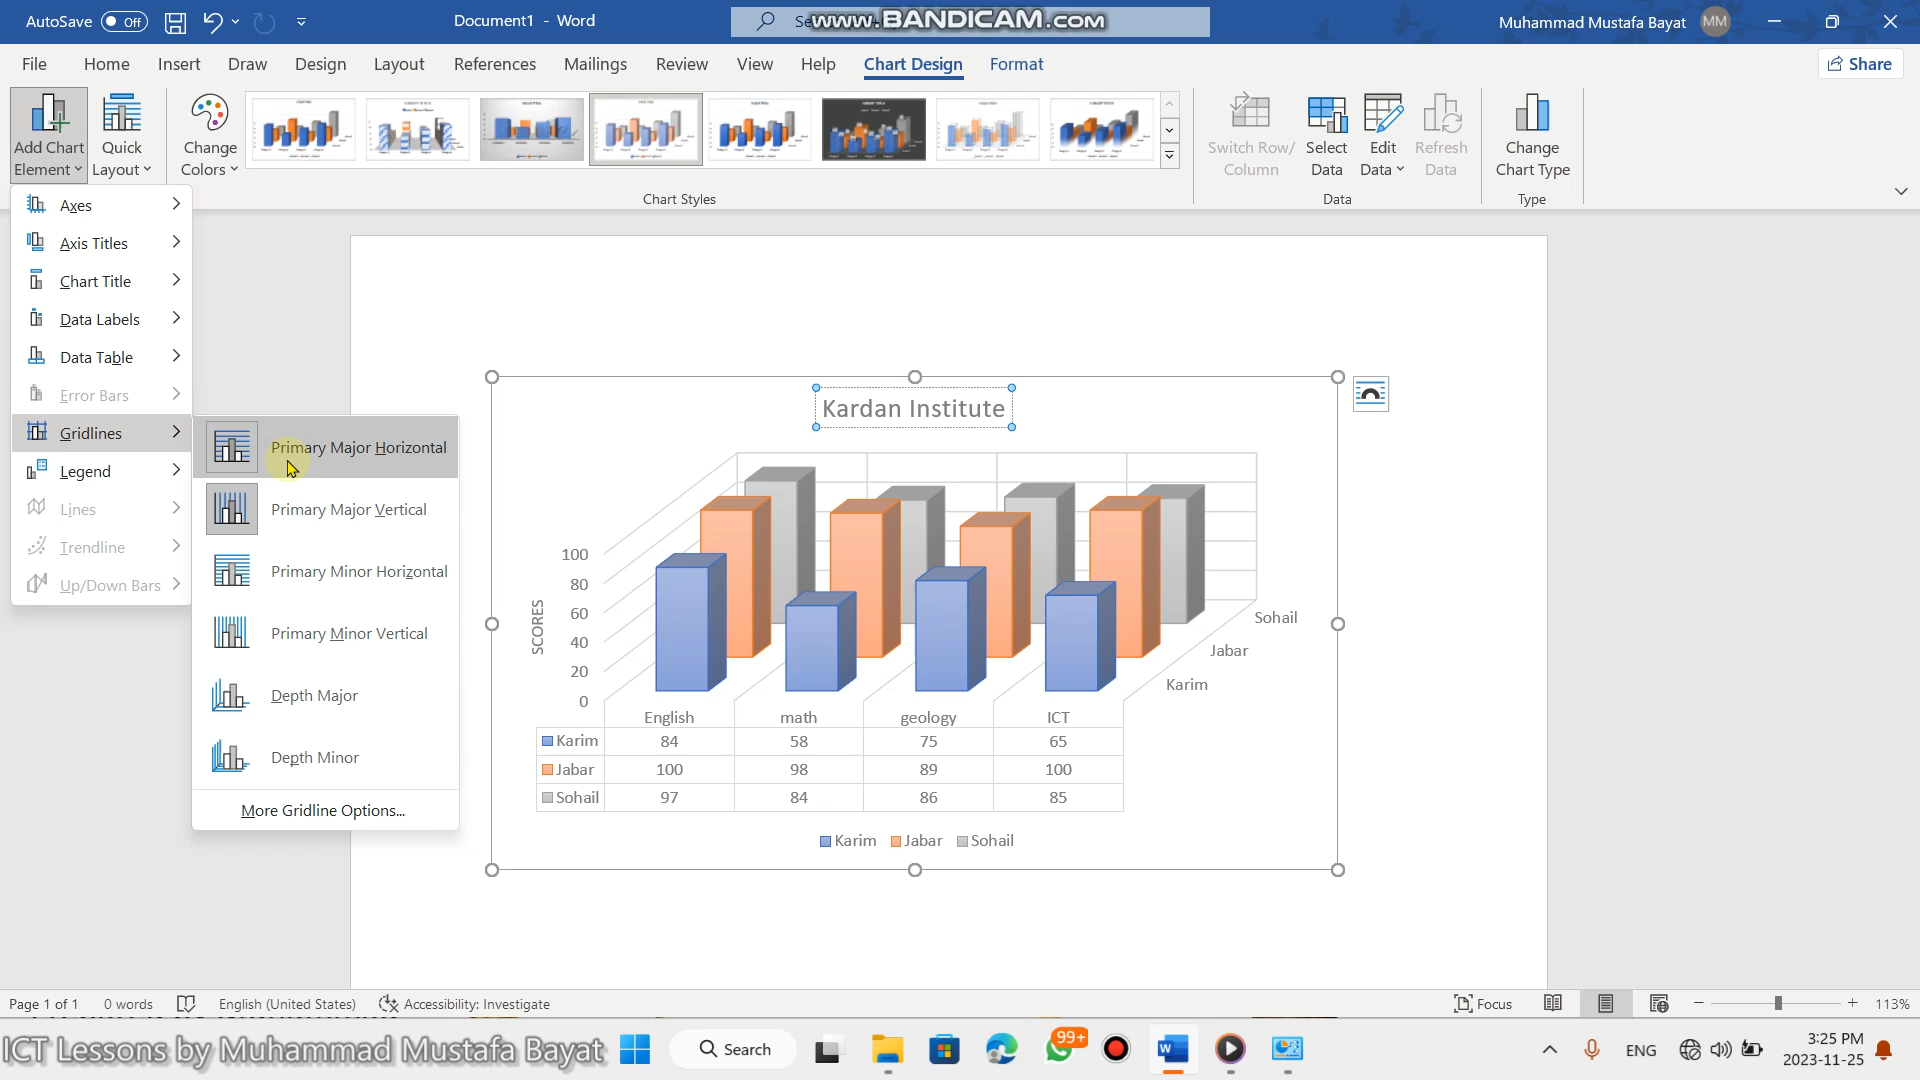 AutoSave Off Document1 - Word Se www.BANDICAM.com Muhammad Mustafa Bayat MM
File Home Insert Draw Design Layout References Mailings Review View Help Chart Design Format Share
Add Chart Element Quick Layout Change Colors Switch Row/ Column Select Data Edit Data Refresh Data Change Chart Type
Chart Styles Data Type
Axes
Axis Titles
Chart Title
Data Labels
Data Table
Error Bars
Gridlines
Legend
Lines
Trendline
Up/Down Bars
Primary Major Horizontal
Primary Major Vertical
Primary Minor Horizontal
Primary Minor Vertical
Depth Major
Depth Minor
More Gridline Options...
Kardan Institute
SCORES
100
80
60
40
20
0
Sohail
Jabar
Karim
English math geology ICT
Karim 84 58 75 65
Jabar 100 98 89 100
Sohail 97 84 86 85
Karim Jabar Sohail
Page 1 of 1 0 words English (United States) Accessibility: Investigate Focus 113%
ICT Lessons by Muhammad Mustafa Bayat Search 99+ ENG 3:25 PM
2023-11-25